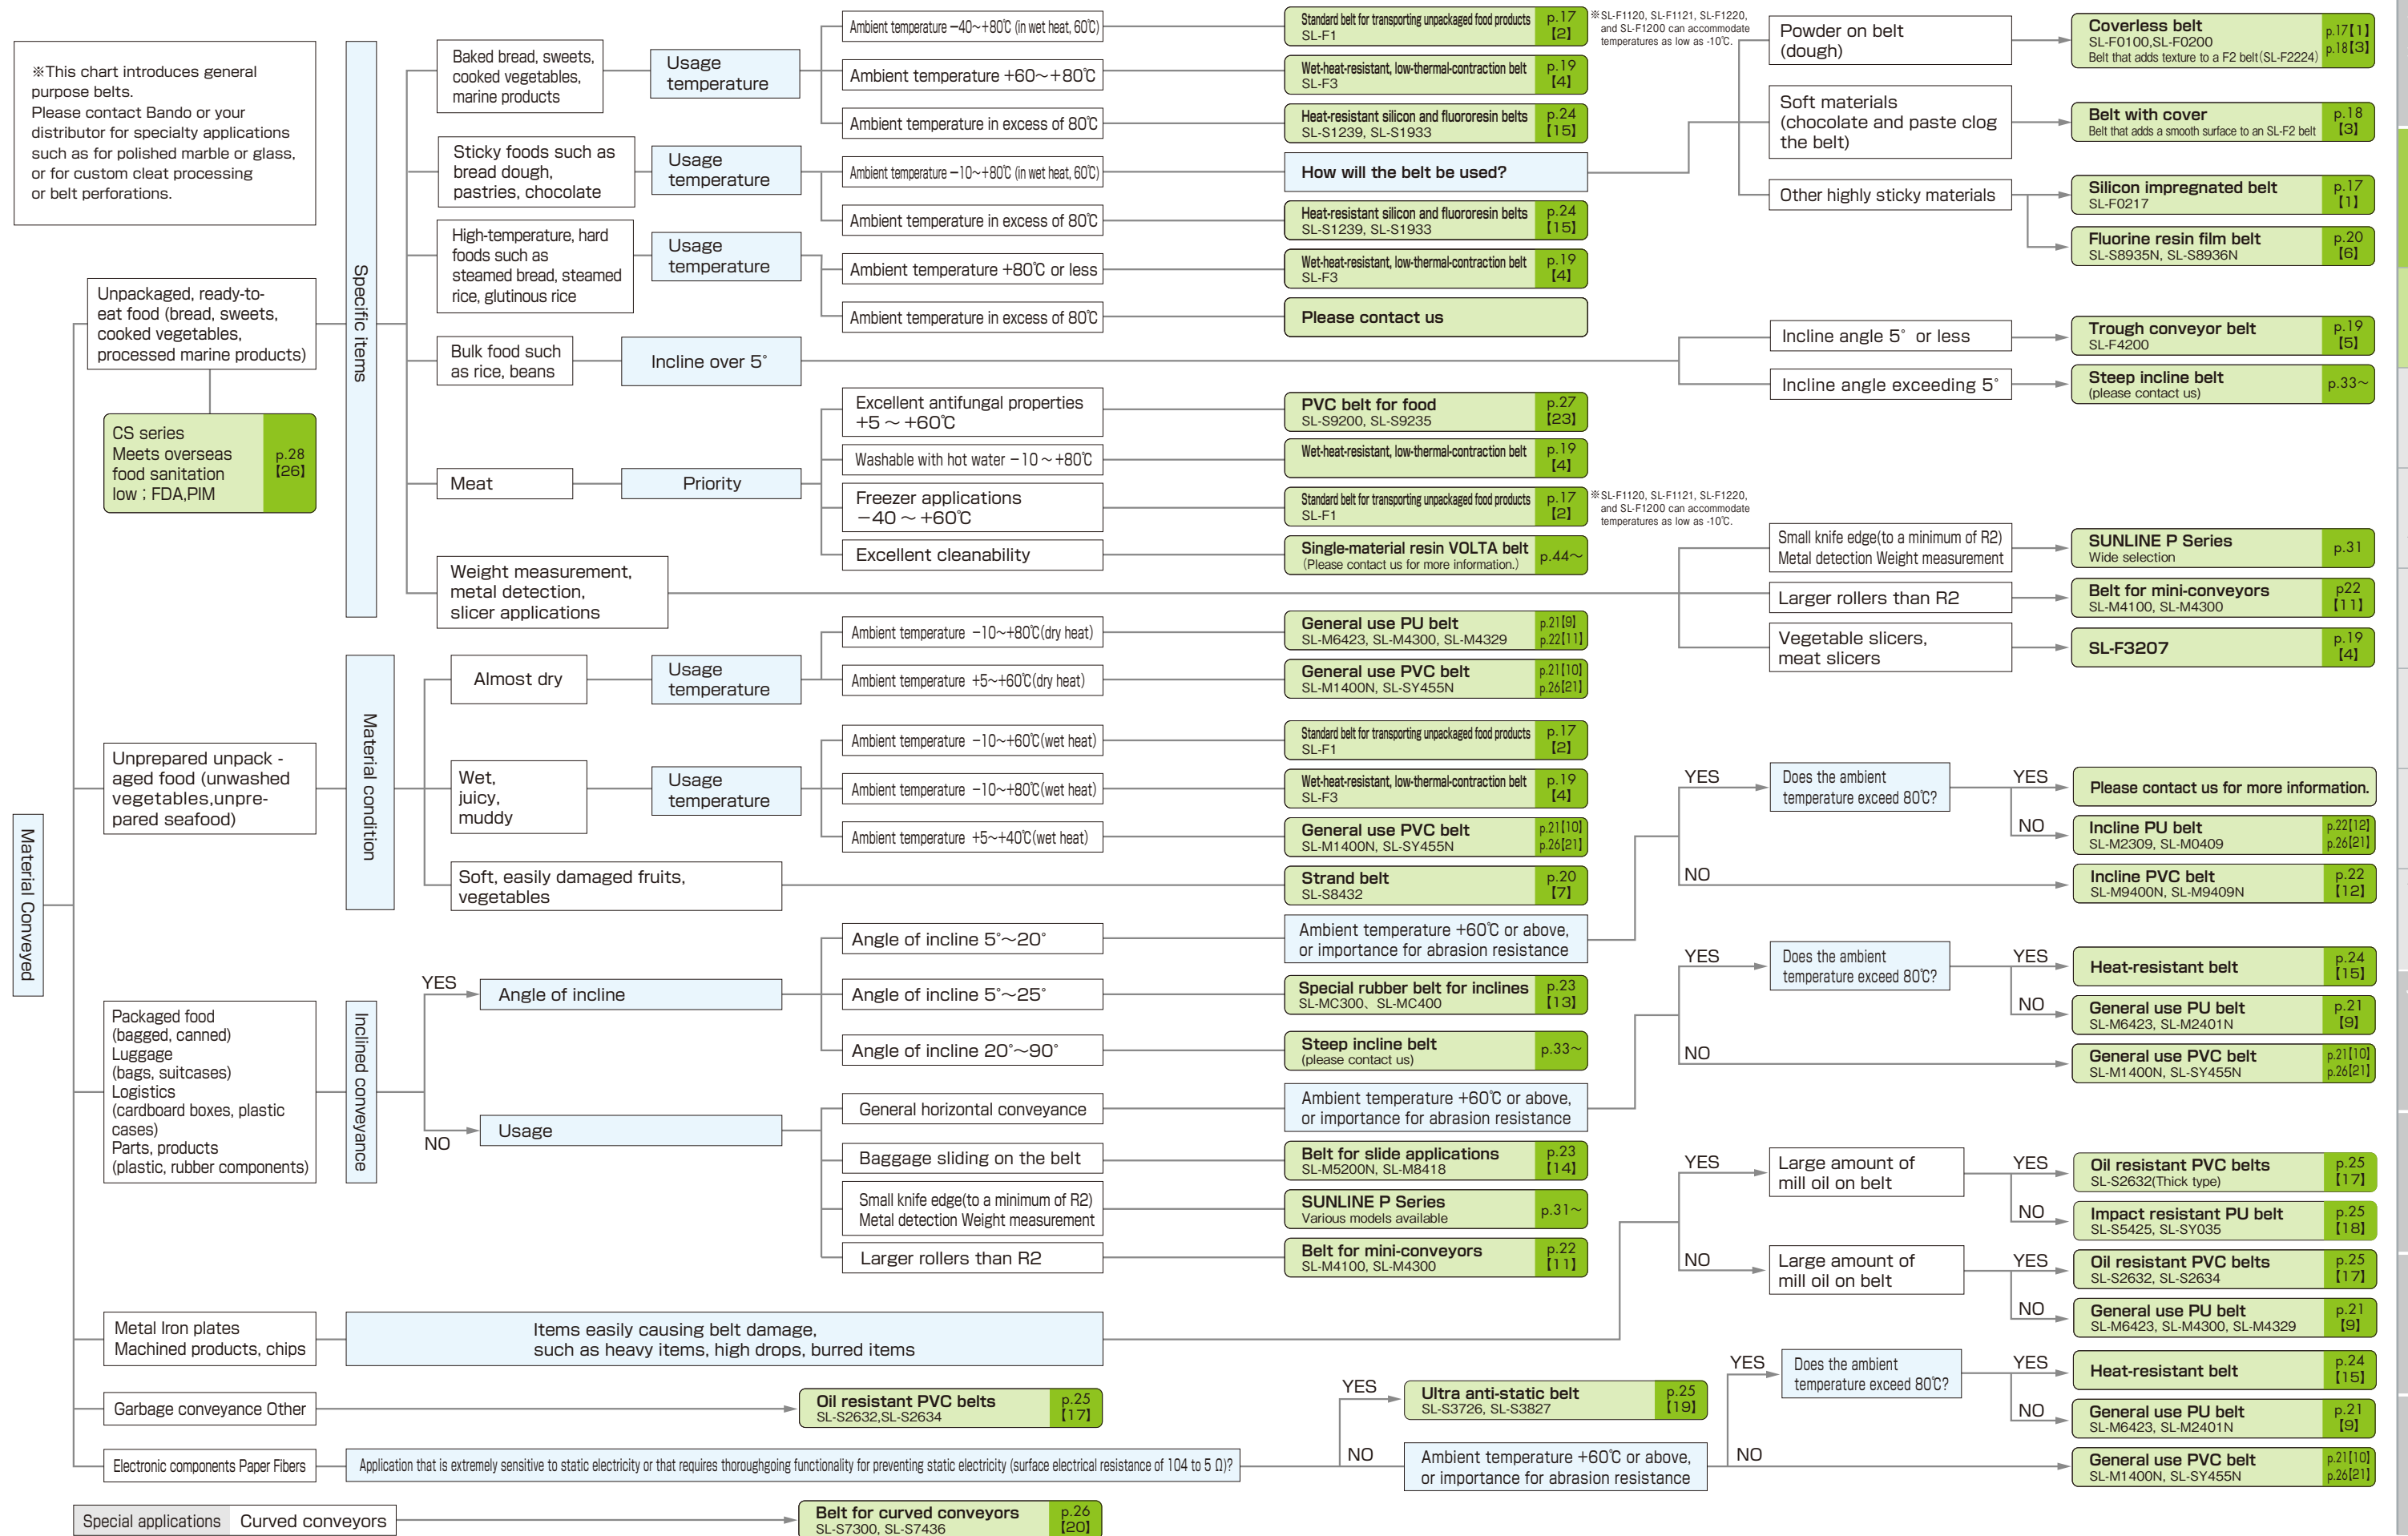 ※This chart introduces general
purpose belts.
Please contact Bando or your
distributor for specialty applications
such as for polished marble or glass,
or for custom cleat processing
or belt perforations.
Material Conveyed
Unpackaged, ready-to-
eat food (bread, sweets,
cooked vegetables,
processed marine products)
CS series
Meets overseas
food sanitation
low ; FDA,PIM
p.28
【26】
Specific items
Baked bread, sweets,
cooked vegetables,
marine products
Usage
temperature
Ambient temperature －40～+80℃ (in wet heat, 60℃)
Standard belt for transporting unpackaged food products
SL-F1
p.17
【2】
※SL-F1120, SL-F1121, SL-F1220,
and SL-F1200 can accommodate
temperatures as low as -10℃.
Ambient temperature +60～+80℃
Wet-heat-resistant, low-thermal-contraction belt
SL-F3
p.19
【4】
Ambient temperature in excess of 80℃
Heat-resistant silicon and fluororesin belts
SL-S1239, SL-S1933
p.24
【15】
Sticky foods such as
bread dough,
pastries, chocolate
Usage
temperature
Ambient temperature －10～+80℃ (in wet heat, 60℃)
How will the belt be used?
Powder on belt
(dough)
Coverless belt
SL-F0100,SL-F0200
Belt that adds texture to a F2 belt(SL-F2224)
p.17【1】
p.18【3】
Soft materials
(chocolate and paste clog
the belt)
Belt with cover
Belt that adds a smooth surface to an SL-F2 belt
p.18
【3】
Other highly sticky materials
Silicon impregnated belt
SL-F0217
p.17
【1】
Fluorine resin film belt
SL-S8935N, SL-S8936N
p.20
【6】
Ambient temperature in excess of 80℃
Heat-resistant silicon and fluororesin belts
SL-S1239, SL-S1933
p.24
【15】
High-temperature, hard
foods such as
steamed bread, steamed
rice, glutinous rice
Usage
temperature
Ambient temperature +80℃ or less
Wet-heat-resistant, low-thermal-contraction belt
SL-F3
p.19
【4】
Ambient temperature in excess of 80℃
Please contact us
Bulk food such
as rice, beans
Incline over 5°
Incline angle 5° or less
Trough conveyor belt
SL-F4200
p.19
【5】
Incline angle exceeding 5°
Steep incline belt
(please contact us)
p.33～
Meat
Priority
Excellent antifungal properties
+5 ～ +60℃
PVC belt for food
SL-S9200, SL-S9235
p.27
【23】
Washable with hot water －10 ～ +80℃
Wet-heat-resistant, low-thermal-contraction belt
p.19
【4】
Freezer applications
－40 ～ +60℃
Standard belt for transporting unpackaged food products
SL-F1
p.17
【2】
※SL-F1120, SL-F1121, SL-F1220,
and SL-F1200 can accommodate
temperatures as low as -10℃.
Excellent cleanability
Single-material resin VOLTA belt
(Please contact us for more information.)
p.44～
Weight measurement,
metal detection,
slicer applications
Small knife edge(to a minimum of R2)
Metal detection Weight measurement
SUNLINE P Series
Wide selection
p.31
Larger rollers than R2
Belt for mini-conveyors
SL-M4100, SL-M4300
p22
【11】
Vegetable slicers,
meat slicers
SL-F3207
p.19
【4】
Unprepared unpack -
aged food (unwashed
vegetables,unpre-
pared seafood)
Material condition
Almost dry
Usage
temperature
Ambient temperature －10～+80℃(dry heat)
General use PU belt
SL-M6423, SL-M4300, SL-M4329
p.21【9】
p.22【11】
Ambient temperature +5～+60℃(dry heat)
General use PVC belt
SL-M1400N, SL-SY455N
p.21【10】
p.26【21】
Wet,
juicy,
muddy
Usage
temperature
Ambient temperature －10～+60℃(wet heat)
Standard belt for transporting unpackaged food products
SL-F1
p.17
【2】
Ambient temperature －10～+80℃(wet heat)
Wet-heat-resistant, low-thermal-contraction belt
SL-F3
p.19
【4】
Ambient temperature +5～+40℃(wet heat)
General use PVC belt
SL-M1400N, SL-SY455N
p.21【10】
p.26【21】
Soft, easily damaged fruits,
vegetables
Strand belt
SL-S8432
p.20
【7】
Packaged food
(bagged, canned)
Luggage
(bags, suitcases)
Logistics
(cardboard boxes, plastic
cases)
Parts, products
(plastic, rubber components)
Inclined conveyance
YES
Angle of incline
Angle of incline 5°～20°
Ambient temperature +60℃ or above,
or importance for abrasion resistance
YES
Does the ambient
temperature exceed 80℃?
YES
Please contact us for more information.
NO
Incline PU belt
SL-M2309, SL-M0409
p.22【12】
p.26【21】
NO
Incline PVC belt
SL-M9400N, SL-M9409N
p.22
【12】
Angle of incline 5°～25°
Special rubber belt for inclines
SL-MC300、SL-MC400
p.23
【13】
Angle of incline 20°～90°
Steep incline belt
(please contact us)
p.33～
NO
Usage
General horizontal conveyance
Ambient temperature +60℃ or above,
or importance for abrasion resistance
YES
Does the ambient
temperature exceed 80℃?
YES
Heat-resistant belt
p.24
【15】
NO
General use PU belt
SL-M6423, SL-M2401N
p.21
【9】
NO
General use PVC belt
SL-M1400N, SL-SY455N
p.21【10】
p.26【21】
Baggage sliding on the belt
Belt for slide applications
SL-M5200N, SL-M8418
p.23
【14】
Small knife edge(to a minimum of R2)
Metal detection Weight measurement
SUNLINE P Series
Various models available
p.31～
Larger rollers than R2
Belt for mini-conveyors
SL-M4100, SL-M4300
p.22
【11】
Metal Iron plates
Machined products, chips
Items easily causing belt damage,
such as heavy items, high drops, burred items
YES
Large amount of
mill oil on belt
YES
Oil resistant PVC belts
SL-S2632(Thick type)
p.25
【17】
NO
Impact resistant PU belt
SL-S5425, SL-SY035
p.25
【18】
NO
Large amount of
mill oil on belt
YES
Oil resistant PVC belts
SL-S2632, SL-S2634
p.25
【17】
NO
General use PU belt
SL-M6423, SL-M4300, SL-M4329
p.21
【9】
Garbage conveyance Other
Oil resistant PVC belts
SL-S2632,SL-S2634
p.25
【17】
Electronic components Paper Fibers
Application that is extremely sensitive to static electricity or that requires thoroughgoing functionality for preventing static electricity (surface electrical resistance of 104 to 5 Ω)?
YES
Ultra anti-static belt
SL-S3726, SL-S3827
p.25
【19】
NO
Ambient temperature +60℃ or above,
or importance for abrasion resistance
YES
Does the ambient
temperature exceed 80℃?
YES
Heat-resistant belt
p.24
【15】
NO
General use PU belt
SL-M6423, SL-M2401N
p.21
【9】
NO
General use PVC belt
SL-M1400N, SL-SY455N
p.21【10】
p.26【21】
Special applications
Curved conveyors
Belt for curved conveyors
SL-S7300, SL-S7436
p.26
【20】